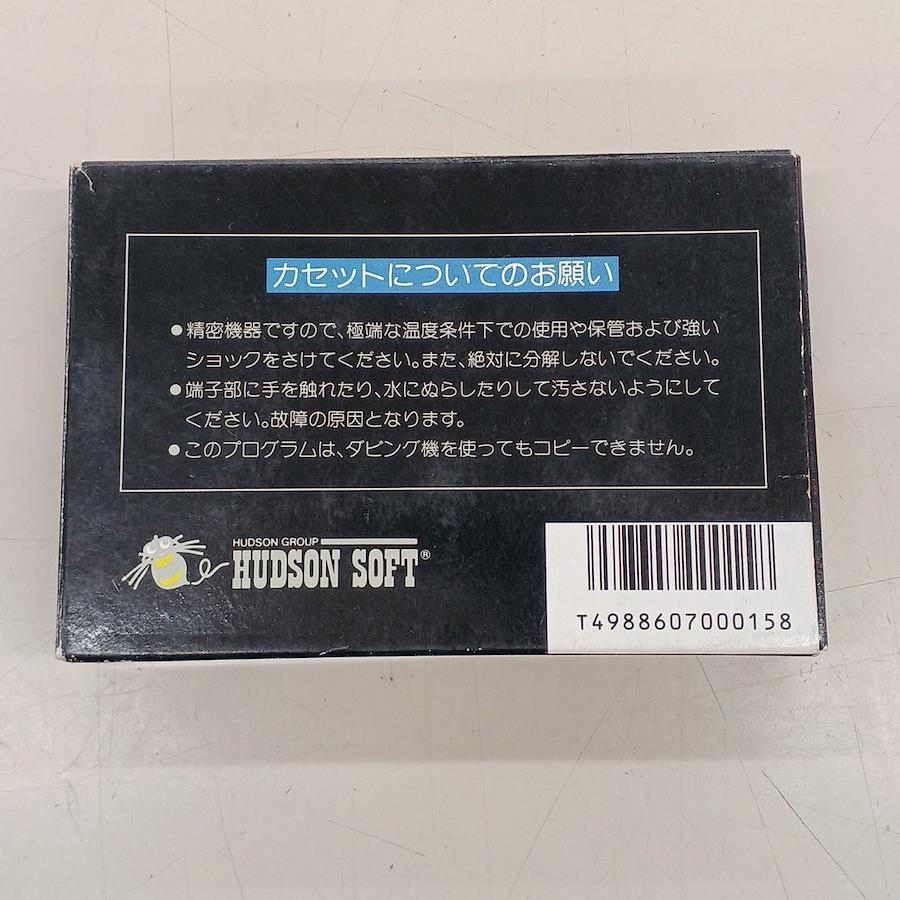 カセットについてのお願い
●精密機器ですので、極端な温度条件下での使用や保管および強い
ショックをさけてください。また、絶対に分解しないでください。
●端子部に手を触れたり、水にぬらしたりして汚さないようにして
ください。故障の原因となります。
●このプログラムは、ダビング機を使ってもコピーできません。
HUDSON GROUP
HUDSON SOFT®
T4988607000158